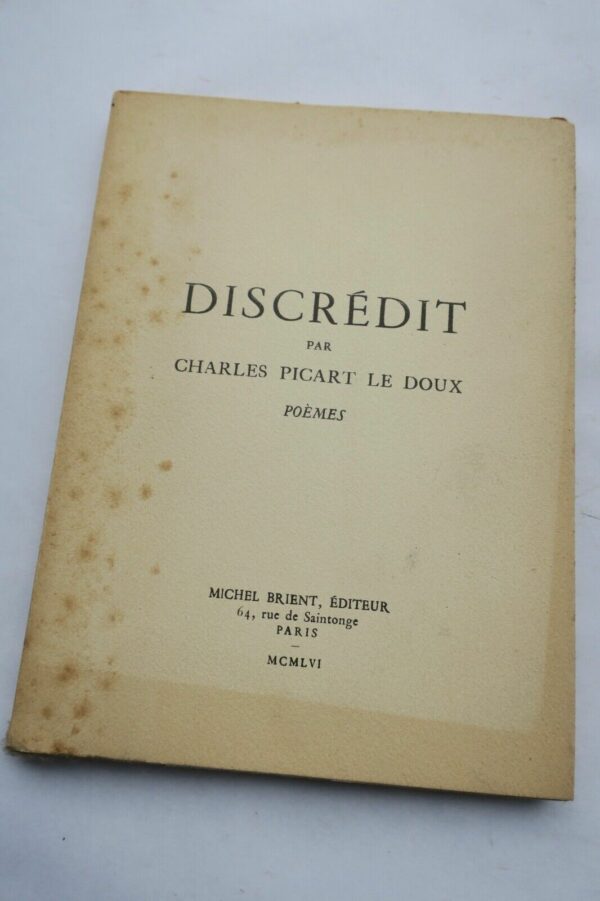 DISCRÉDIT
PAR
CHARLES PICART LE DOUX
POÈMES
MICHEL BRIENT, ÉDITEUR
64, rue de Saintonge
PARIS
—
MCMLVI